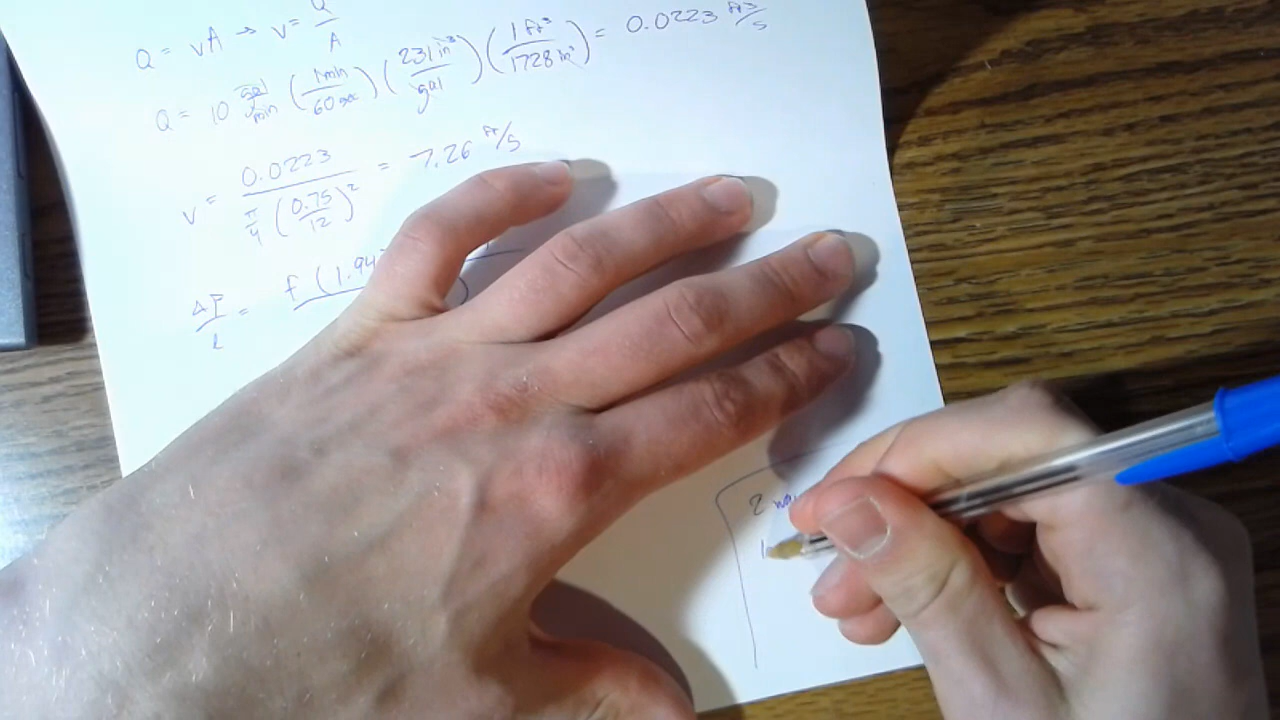 Q = vA → v = Q/A
Q = 10 gal/min (1 min/60 sec) (231 in³/gal) (1 ft³/1728 in³) = 0.0223 ft³/s
v = 0.0223 / π/4 (0.75/12)² = 7.26 ft/s
ΔP/l = f (1.94
2